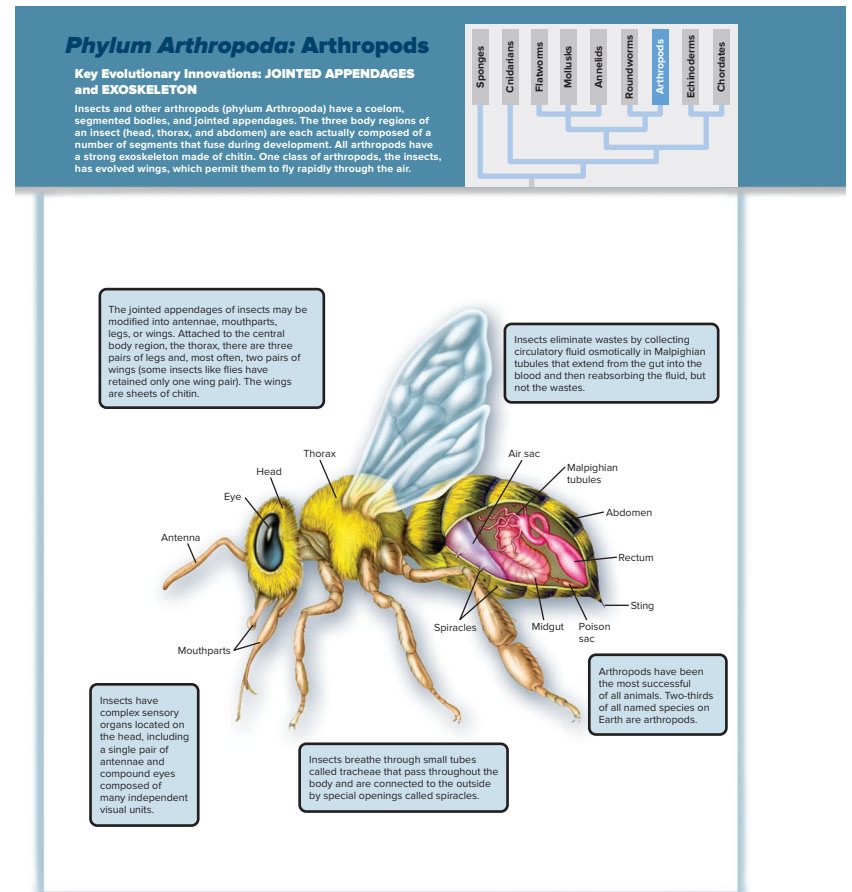 Phylum Arthropoda: Arthropods
Key Evolutionary Innovations: JOINTED APPENDAGES
and EXOSKELETON
Insects and other arthropods (phylum Arthropoda) have a coelom,
segmented bodies, and jointed appendages. The three body regions of
an insect (head, thorax, and abdomen) are each actually composed of a
number of segments that fuse during development. All arthropods have
a strong exoskeleton made of chitin. One class of arthropods, the insects,
has evolved wings, which permit them to fly rapidly through the air.
Sponges
Cnidarians
Flatworms
Mollusks
Annelids
Roundworms
Arthropods
Echinoderms
Chordates
The jointed appendages of insects may be
modified into antennae, mouthparts,
legs, or wings. Attached to the central
body region, the thorax, there are three
pairs of legs and, most often, two pairs of
wings (some insects like flies have
retained only one wing pair). The wings
are sheets of chitin.
Insects eliminate wastes by collecting
circulatory fluid osmotically in Malpighian
tubules that extend from the gut into the
blood and then reabsorbing the fluid, but
not the wastes.
Thorax
Head
Eye
Antenna
Mouthparts
Air sac
Malpighian
tubules
Abdomen
Rectum
Sting
Spiracles
Midgut
Poison
sac
Arthropods have been
the most successful
of all animals. Two-thirds
of all named species on
Earth are arthropods.
Insects have
complex sensory
organs located on
the head, including
a single pair of
antennae and
compound eyes
composed of
many independent
visual units.
Insects breathe through small tubes
called tracheae that pass throughout the
body and are connected to the outside
by special openings called spiracles.